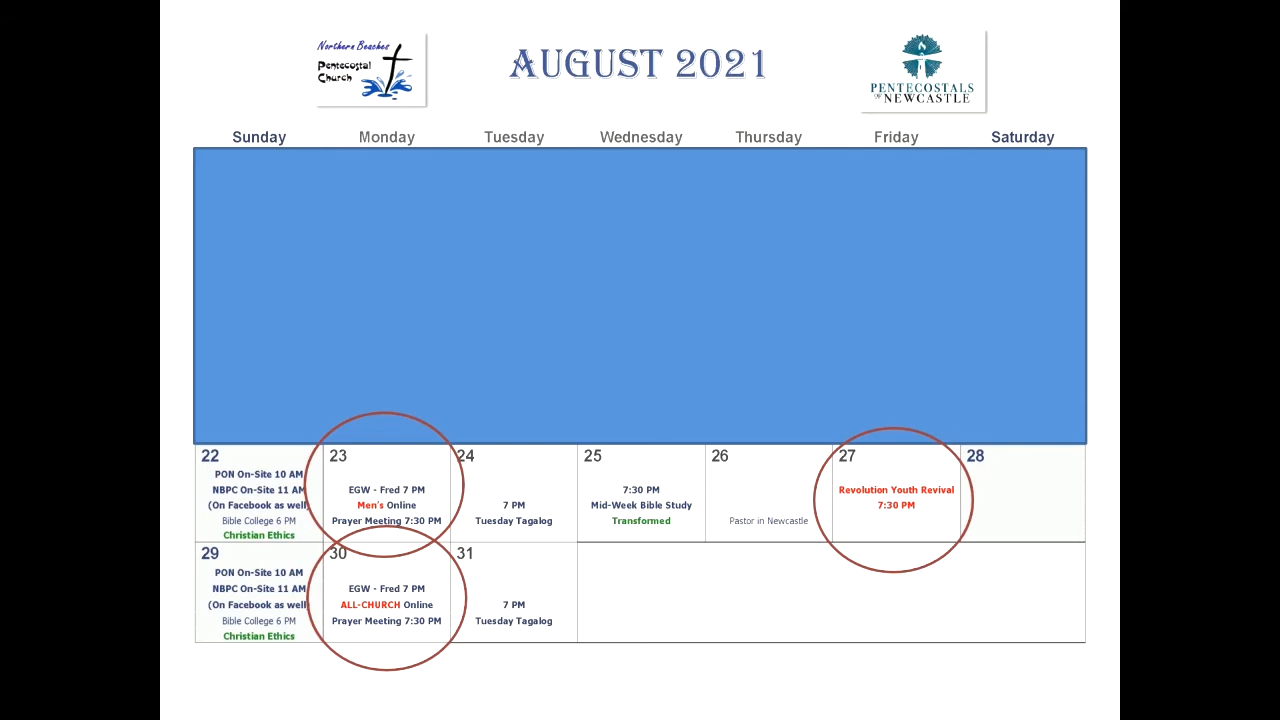 Northern Beaches
Pentecostal
Church
AUGUST 2021
PENTECOSTALS
OF NEWCASTLE
Sunday Monday Tuesday Wednesday Thursday Friday Saturday
22 23 24 25 26 27 28
PON On-Site 10 AM
NBPC On-Site 11 AM
(On Facebook as well)
Bible College 6 PM
Christian Ethics
EGW - Fred 7 PM
Men's Online
Prayer Meeting 7:30 PM
7 PM
Tuesday Tagalog
7:30 PM
Mid-Week Bible Study
Transformed
Pastor in Newcastle
Revolution Youth Revival
7:30 PM
29 30 31
PON On-Site 10 AM
NBPC On-Site 11 AM
(On Facebook as well)
Bible College 6 PM
Christian Ethics
EGW - Fred 7 PM
ALL-CHURCH Online
Prayer Meeting 7:30 PM
7 PM
Tuesday Tagalog